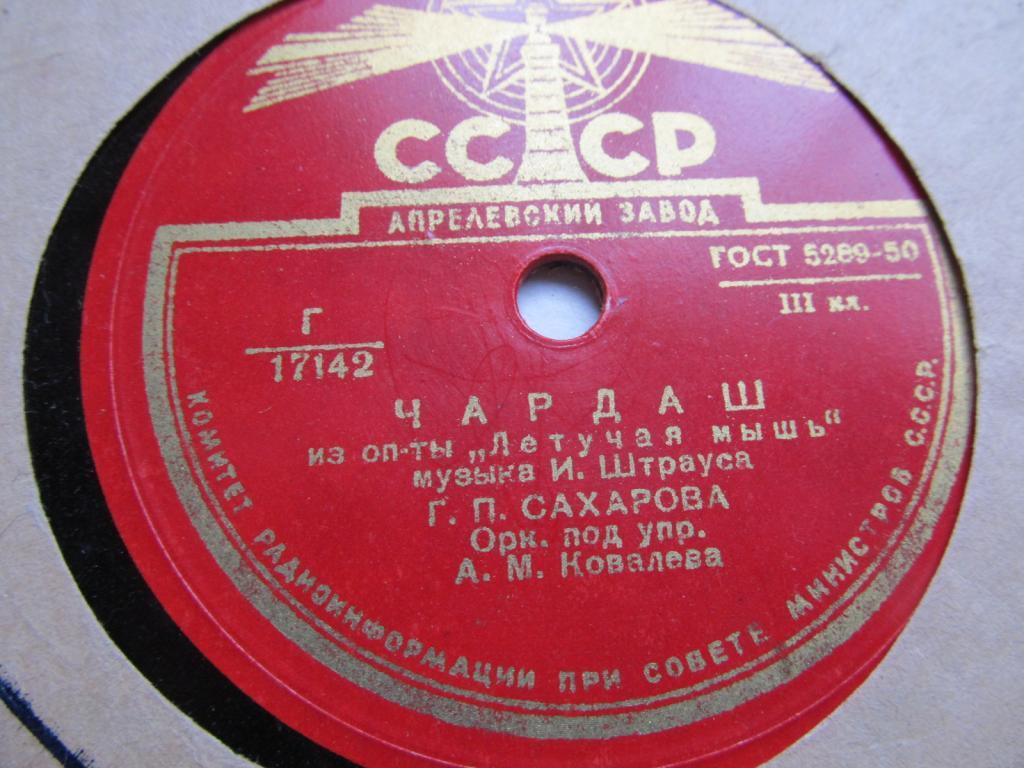 СССР
АПРЕЛЕВСКИЙ ЗАВОД
ГОСТ 5289-50
III кл.
Г
17142
ЧАРДАШ
из оп-ты „Летучая мышь"
музыка И. Штрауса
Г. П. САХАРОВА
Орк. под упр.
А. М. Ковалева
КОМИТЕТ РАДИОИНФОРМАЦИИ ПРИ СОВЕТЕ МИНИСТРОВ С.С.С.Р.